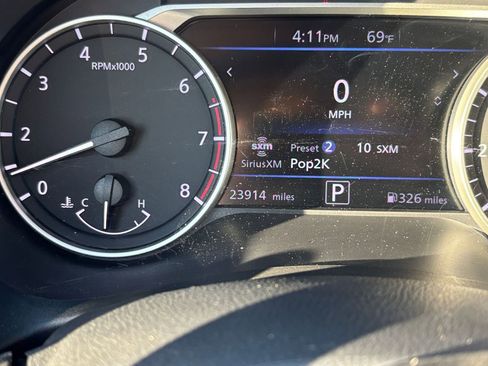 4:11PM 69°F
RPMx1000
0 1 2 3 4 5 6 7 8
0
MPH
sxm Preset 2 10 SXM
SiriusXM Pop2K
C H
23914 miles P 326 miles
2